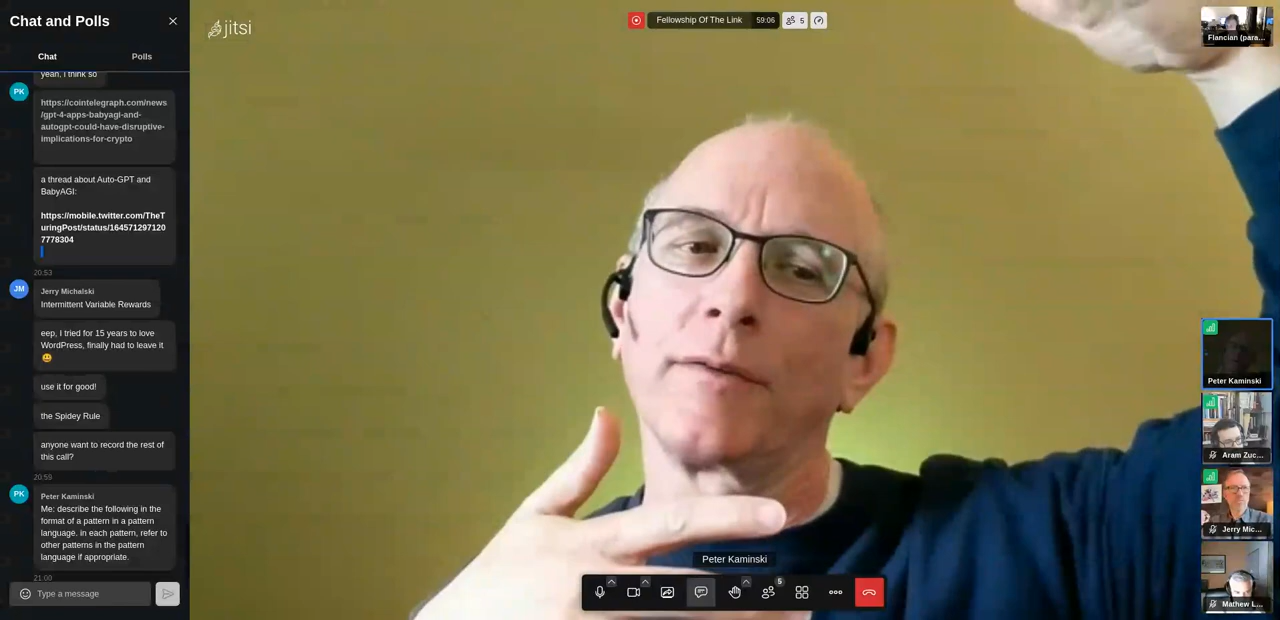 Chat and Polls
Chat
Polls
yeah, I think so
PK
https://cointelegraph.com/news
/gpt-4-apps-babyagi-and-
autogpt-could-have-disruptive-
implications-for-crypto
a thread about Auto-GPT and
BabyAGI:
https://mobile.twitter.com/TheT
uringPost/status/164571297120
7778304
20:53
JM
Jerry Michalski
Intermittent Variable Rewards
eep, I tried for 15 years to love
WordPress, finally had to leave it
use it for good!
the Spidey Rule
anyone want to record the rest of
this call?
20:59
PK
Peter Kaminski
Me: describe the following in the
format of a pattern in a pattern
language. in each pattern, refer to
other patterns in the pattern
language if appropriate.
21:00
Type a message
jitsi
Fellowship Of The Link
59:06
5
Peter Kaminski
5
Flancian (para...
Peter Kaminski
Aram Zuc...
Jerry Mic...
Mathew L...